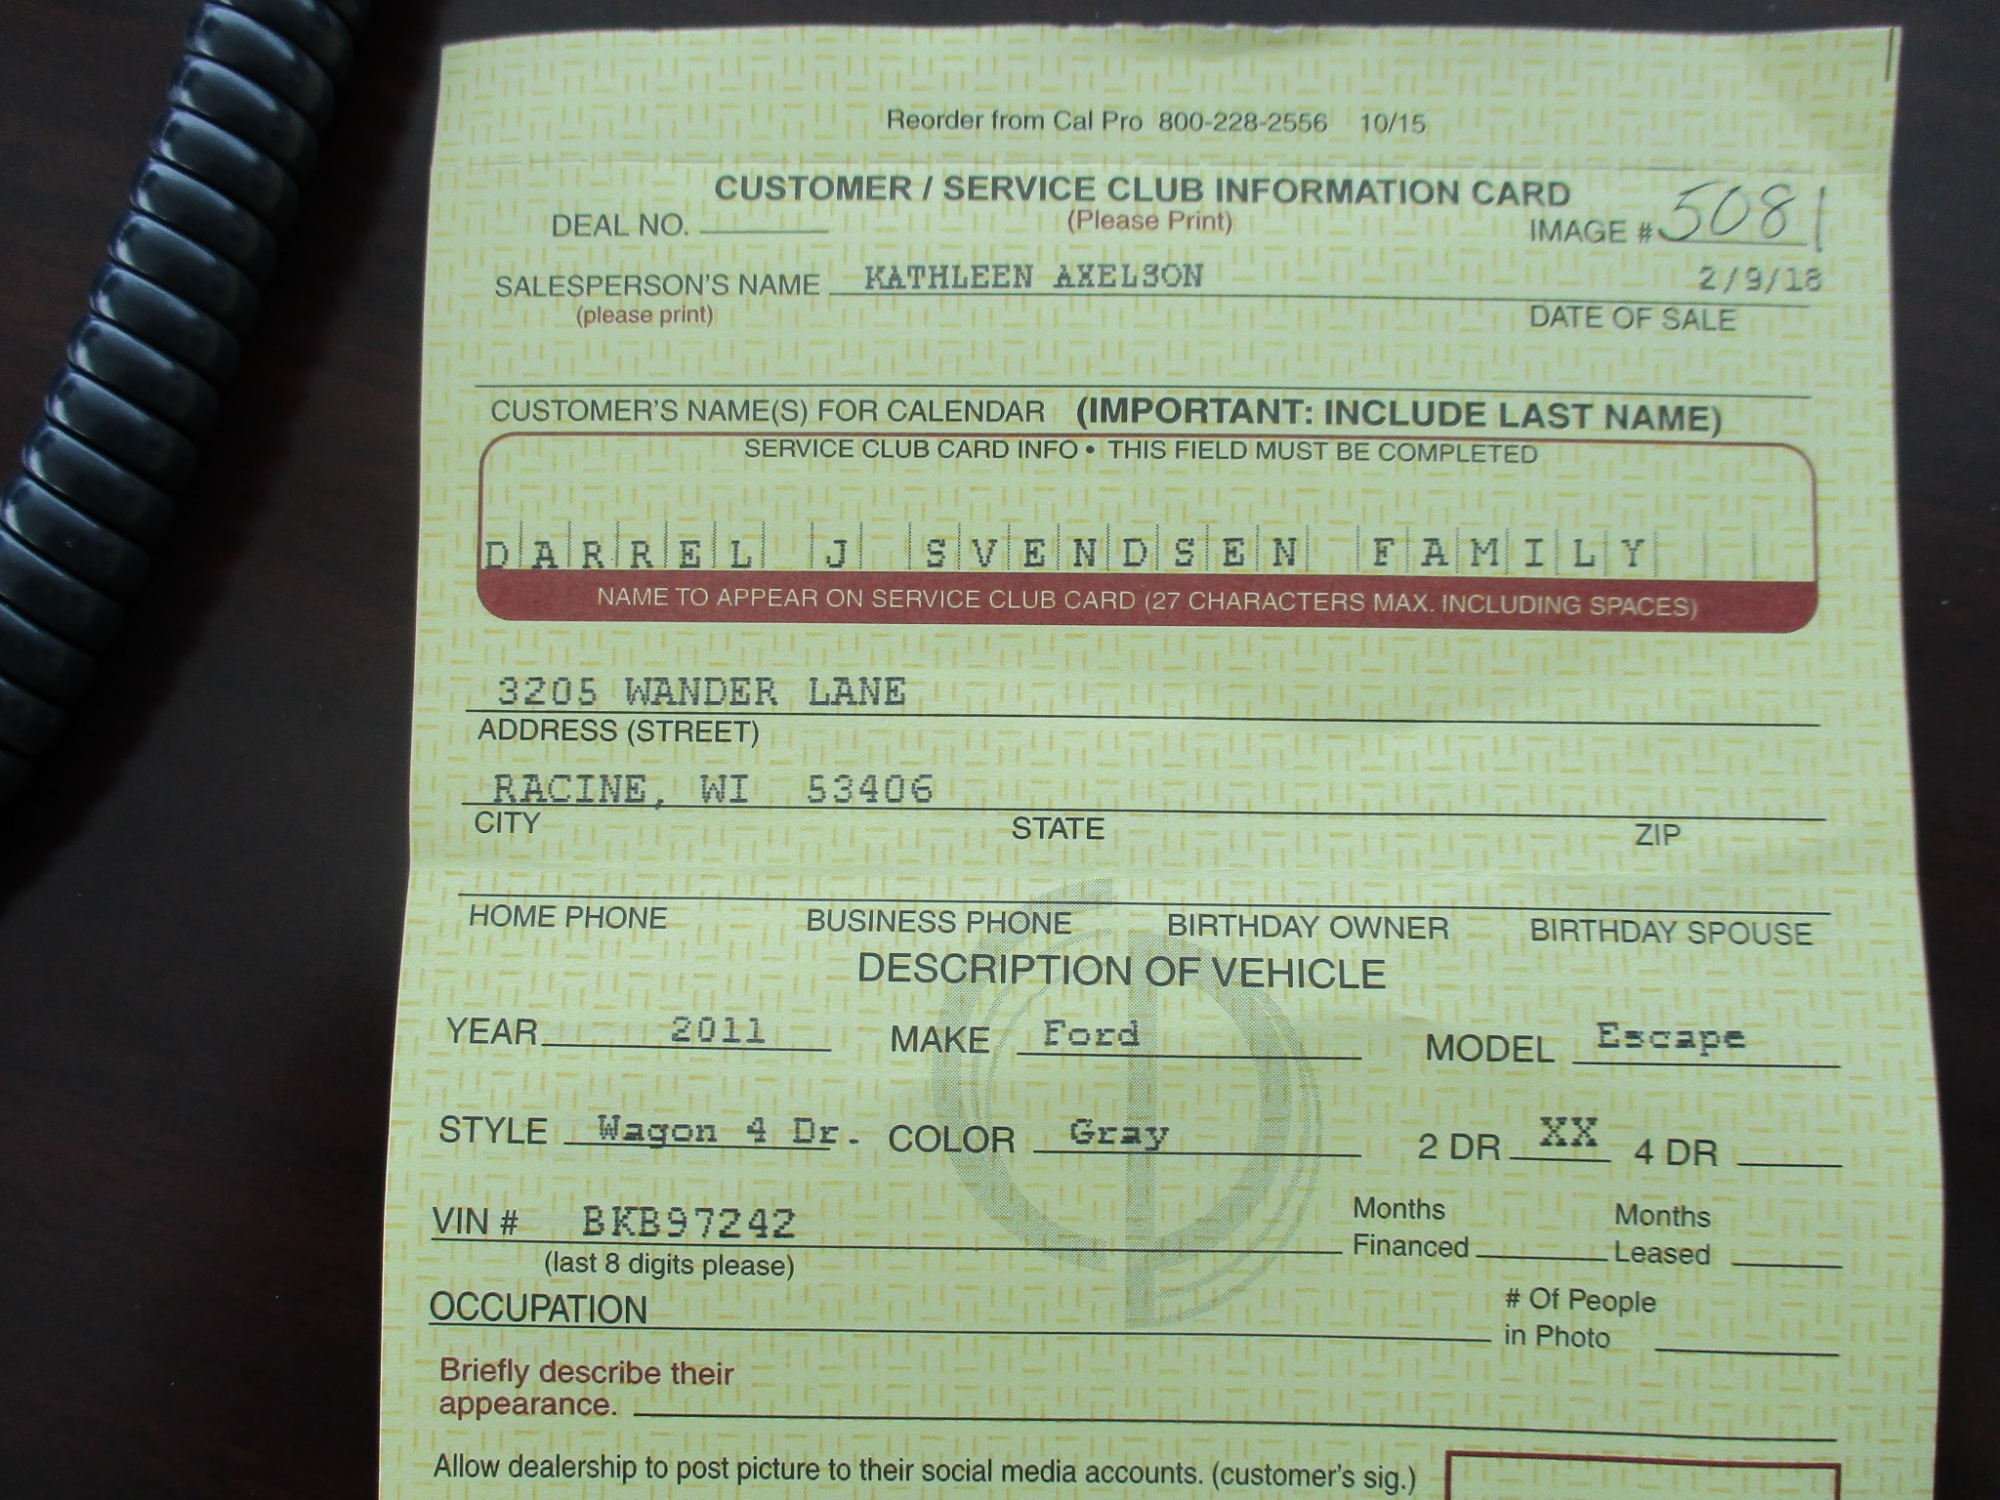 Reorder from Cal Pro 800-228-2556 10/15
CUSTOMER / SERVICE CLUB INFORMATION CARD
DEAL NO. (Please Print) IMAGE # 5081
SALESPERSON'S NAME KATHLEEN AXELSON 2/9/18
(please print) DATE OF SALE
CUSTOMER'S NAME(S) FOR CALENDAR (IMPORTANT: INCLUDE LAST NAME)
SERVICE CLUB CARD INFO • THIS FIELD MUST BE COMPLETED
DARREL J SVENDSEN FAMILY
NAME TO APPEAR ON SERVICE CLUB CARD (27 CHARACTERS MAX. INCLUDING SPACES)
3205 WANDER LANE
ADDRESS (STREET)
RACINE, WI 53406
CITY STATE ZIP
HOME PHONE BUSINESS PHONE BIRTHDAY OWNER BIRTHDAY SPOUSE
DESCRIPTION OF VEHICLE
YEAR 2011 MAKE Ford MODEL Escape
STYLE Wagon 4 Dr. COLOR Gray 2 DR XX 4 DR
VIN # BKB97242 Months Financed Months Leased
(last 8 digits please)
OCCUPATION # Of People in Photo
Briefly describe their
appearance.
Allow dealership to post picture to their social media accounts. (customer's sig.)